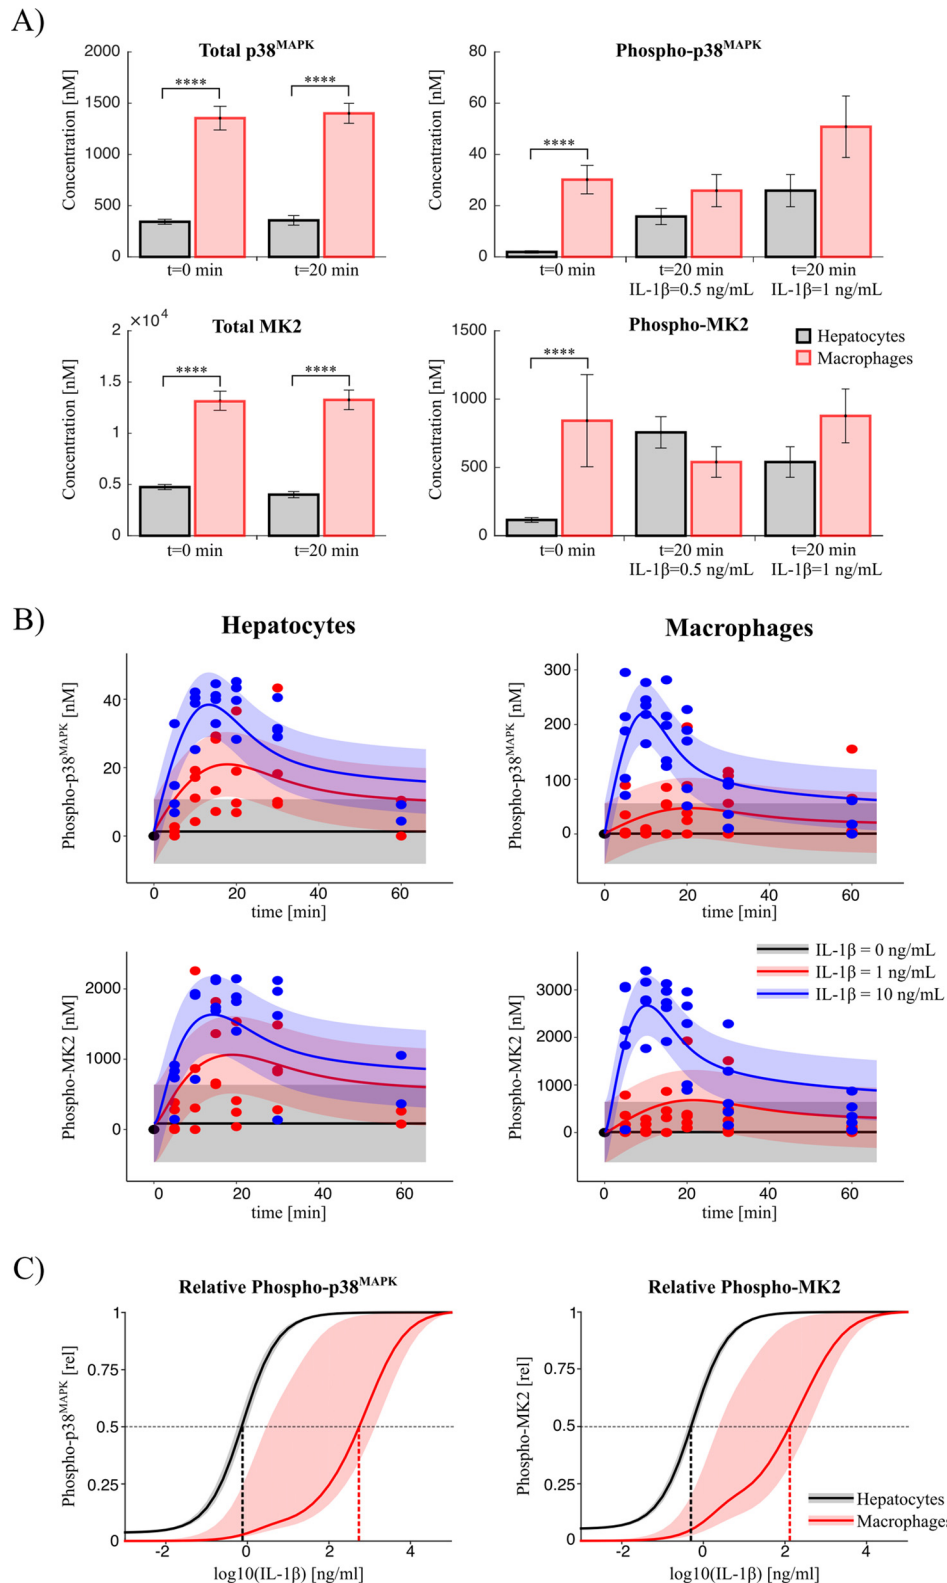 A)
Total p38MAPK
Phospho-p38MAPK
Concentration [nM]
2000
1500
1000
500
0
****
****
t=0 min
t=20 min
Concentration [nM]
80
60
40
20
0
****
t=0 min
t=20 min
IL-1β=0.5 ng/mL
t=20 min
IL-1β=1 ng/mL
×10⁴
Total MK2
Phospho-MK2
Concentration [nM]
2
1.5
1
0.5
0
****
****
t=0 min
t=20 min
Concentration [nM]
1500
1000
500
0
****
Hepatocytes
Macrophages
t=0 min
t=20 min
IL-1β=0.5 ng/mL
t=20 min
IL-1β=1 ng/mL
B)
Hepatocytes
Macrophages
Phospho-p38MAPK [nM]
40
20
0
0 20 40 60
time [min]
Phospho-p38MAPK [nM]
300
200
100
0
0 20 40 60
time [min]
Phospho-MK2 [nM]
2000
1000
0
0 20 40 60
time [min]
Phospho-MK2 [nM]
3000
2000
1000
0
0 20 40 60
time [min]
IL-1β = 0 ng/mL
IL-1β = 1 ng/mL
IL-1β = 10 ng/mL
C)
Relative Phospho-p38MAPK
Relative Phospho-MK2
Phospho-p38MAPK [rel]
1
0.75
0.5
0.25
0
-2 0 2 4
log10(IL-1β) [ng/ml]
Phospho-MK2 [rel]
1
0.75
0.5
0.25
0
-2 0 2 4
log10(IL-1β) [ng/ml]
Hepatocytes
Macrophages